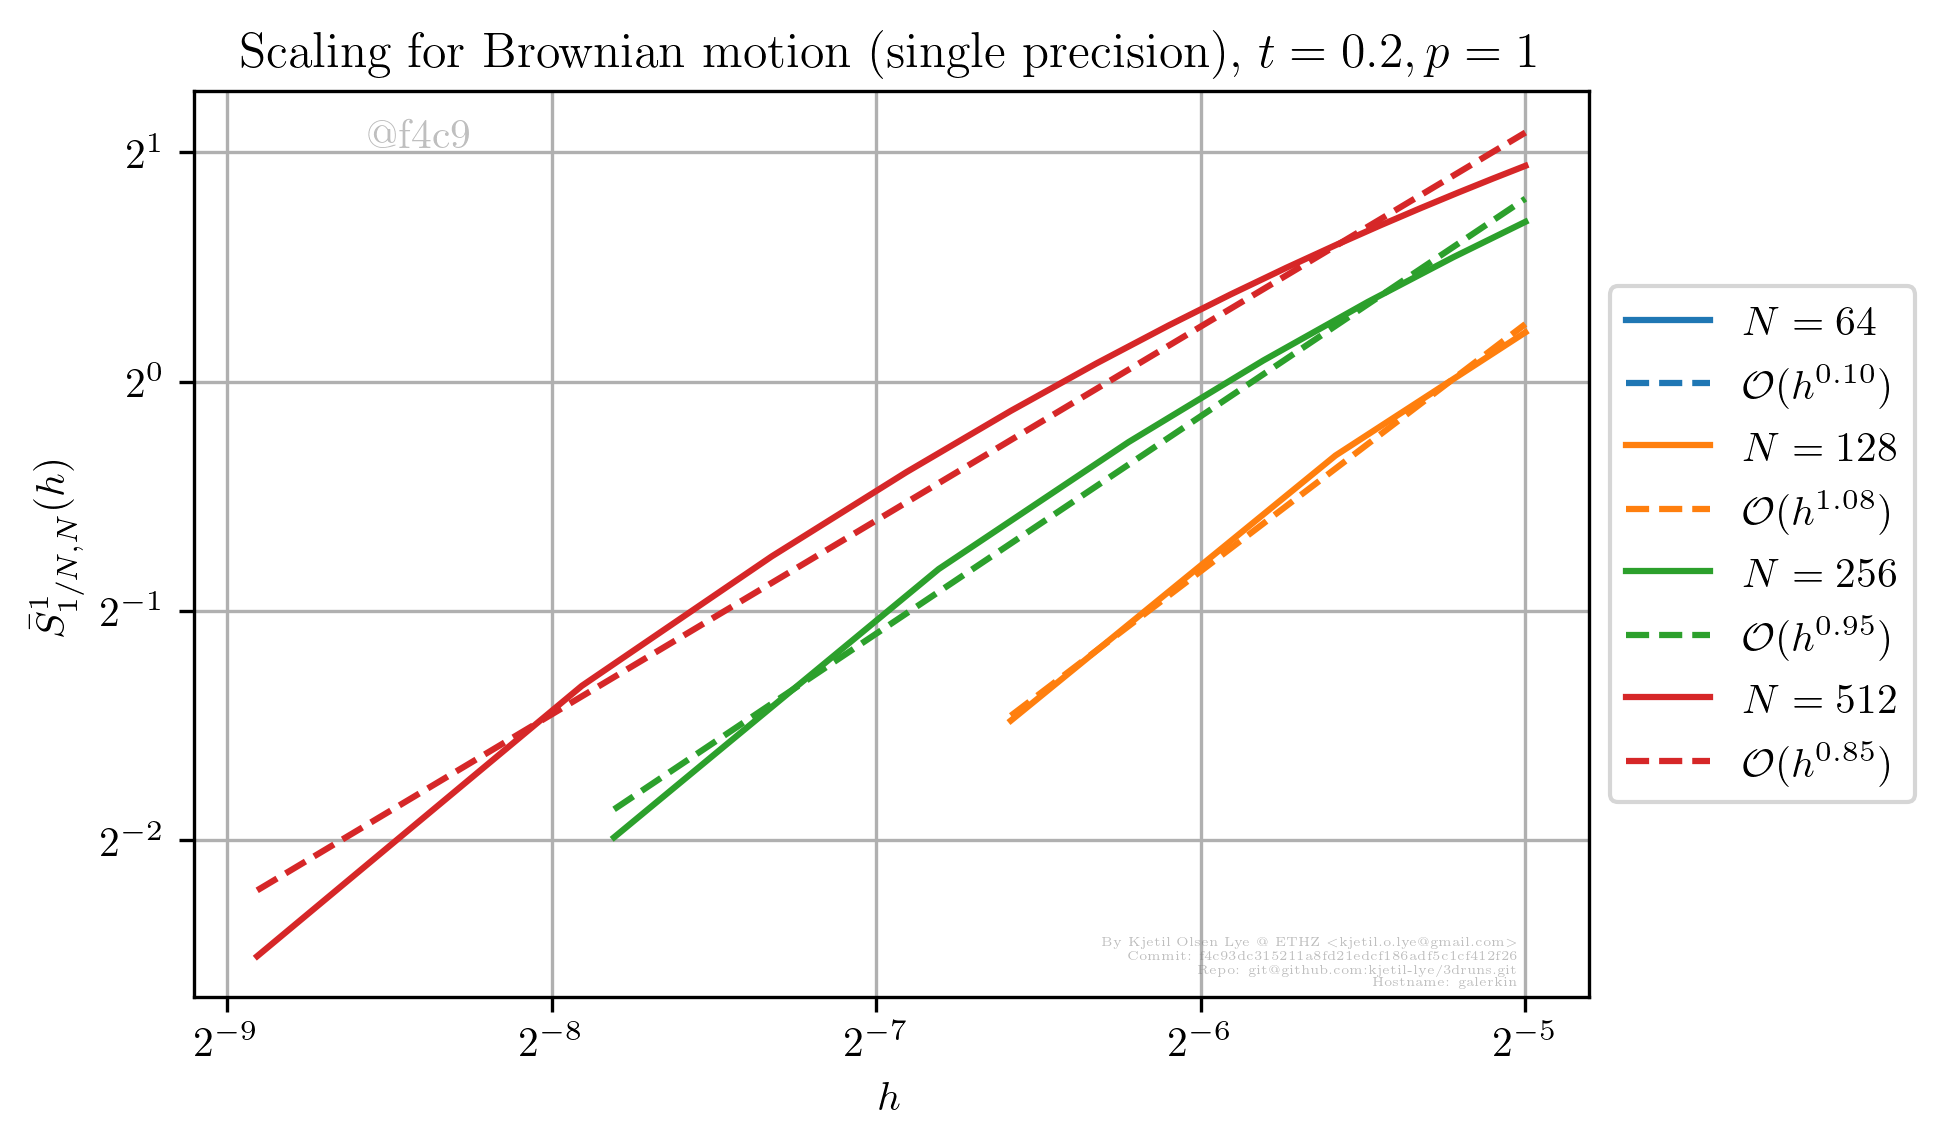 Scaling for Brownian motion (single precision), t = 0.2, p = 1
@f4c9
2^1
2^0
2^{-1}
2^{-2}
S̄^1_{1/N,N}(h)
2^{-9} 2^{-8} 2^{-7} 2^{-6} 2^{-5}
h
N = 64
𝒪(h^{0.10})
N = 128
𝒪(h^{1.08})
N = 256
𝒪(h^{0.95})
N = 512
𝒪(h^{0.85})
By Kjetil Olsen Lye @ ETHZ <kjetil.o.lye@gmail.com>
Commit: f4c93dc315211a8fd21edcf186adf5c1cf412f26
Repo: git@github.com:kjetil-lye/3druns.git
Hostname: galerkin